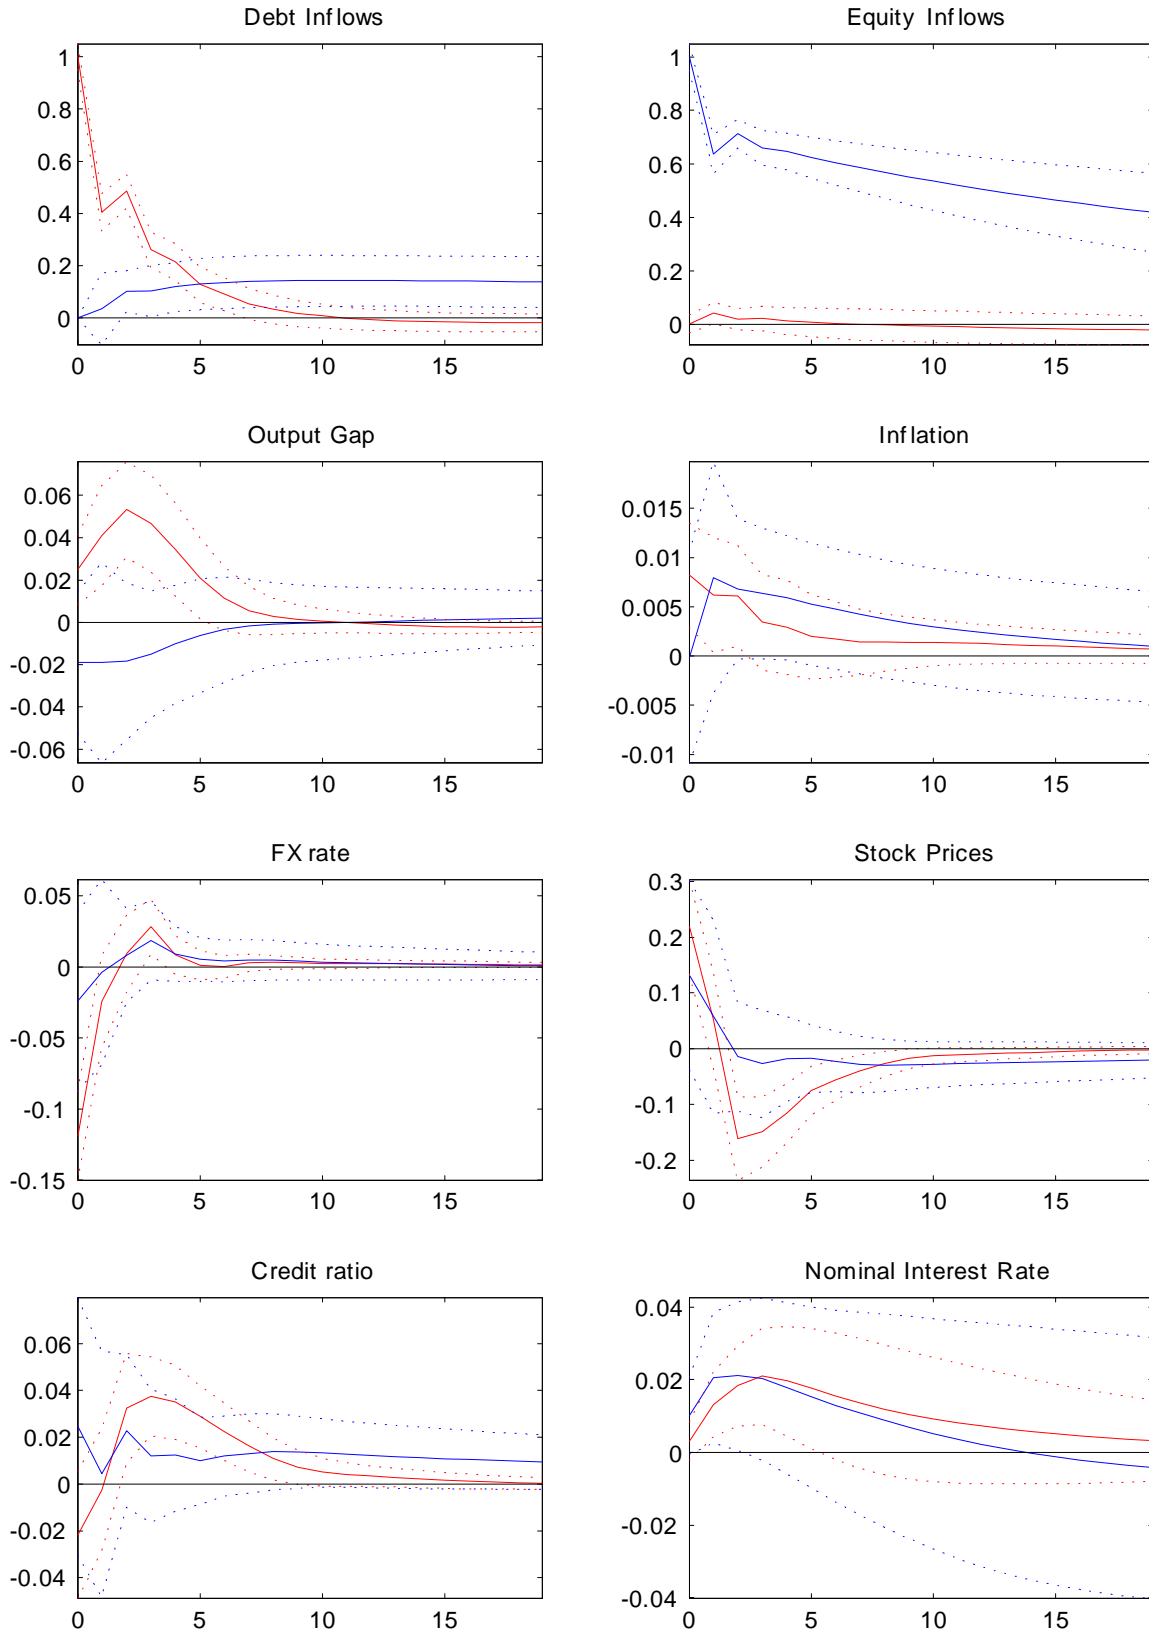 Debt Inflows
1
0.8
0.6
0.4
0.2
0
0 5 10 15
Equity Inflows
1
0.8
0.6
0.4
0.2
0
0 5 10 15
Output Gap
0.06
0.04
0.02
0
-0.02
-0.04
-0.06
0 5 10 15
Inflation
0.015
0.01
0.005
0
-0.005
-0.01
0 5 10 15
FX rate
0.05
0
-0.05
-0.1
-0.15
0 5 10 15
Stock Prices
0.3
0.2
0.1
0
-0.1
-0.2
0 5 10 15
Credit ratio
0.06
0.04
0.02
0
-0.02
-0.04
0 5 10 15
Nominal Interest Rate
0.04
0.02
0
-0.02
-0.04
0 5 10 15